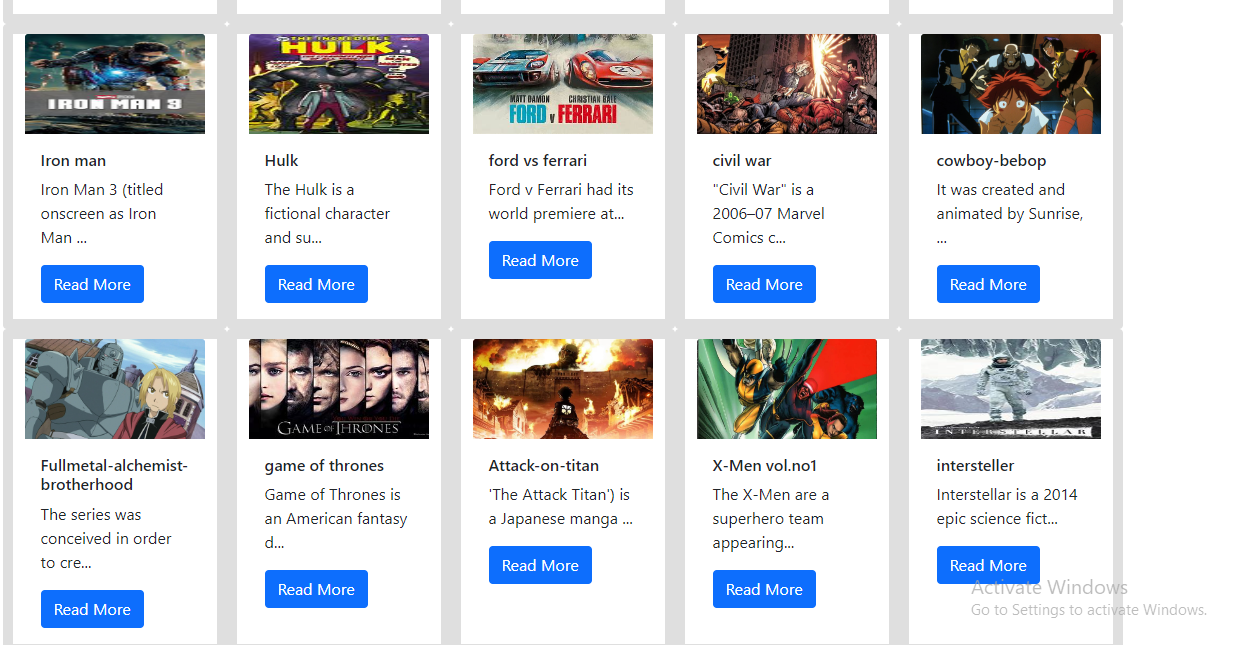 IRON MAN 3
THE INCREDIBLE
HULK
MATT DAMON CHRISTIAN BALE
FORD v FERRARI
Iron man
Iron Man 3 (titled
onscreen as Iron
Man ...
Read More
Hulk
The Hulk is a
fictional character
and su...
Read More
ford vs ferrari
Ford v Ferrari had its
world premiere at...
Read More
civil war
"Civil War" is a
2006–07 Marvel
Comics c...
Read More
cowboy-bebop
It was created and
animated by Sunrise,
...
Read More
GAME OF THRONES
INTERSTELLAR
Fullmetal-alchemist-
brotherhood
The series was
conceived in order
to cre...
Read More
game of thrones
Game of Thrones is
an American fantasy
d...
Read More
Attack-on-titan
'The Attack Titan') is
a Japanese manga ...
Read More
X-Men vol.no1
The X-Men are a
superhero team
appearing...
Read More
intersteller
Interstellar is a 2014
epic science fict...
Read More
Activate Windows
Go to Settings to activate Windows.